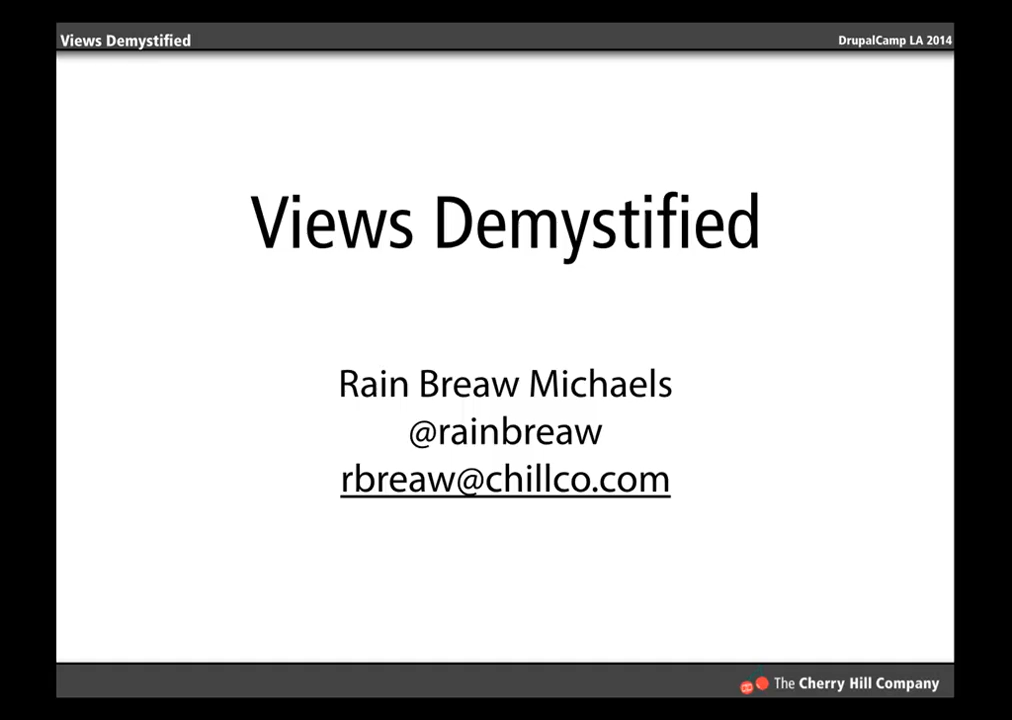 Views Demystified
DrupalCamp LA 2014
Views Demystified
Rain Breaw Michaels
@rainbreaw
rbreaw@chillco.com
The Cherry Hill Company